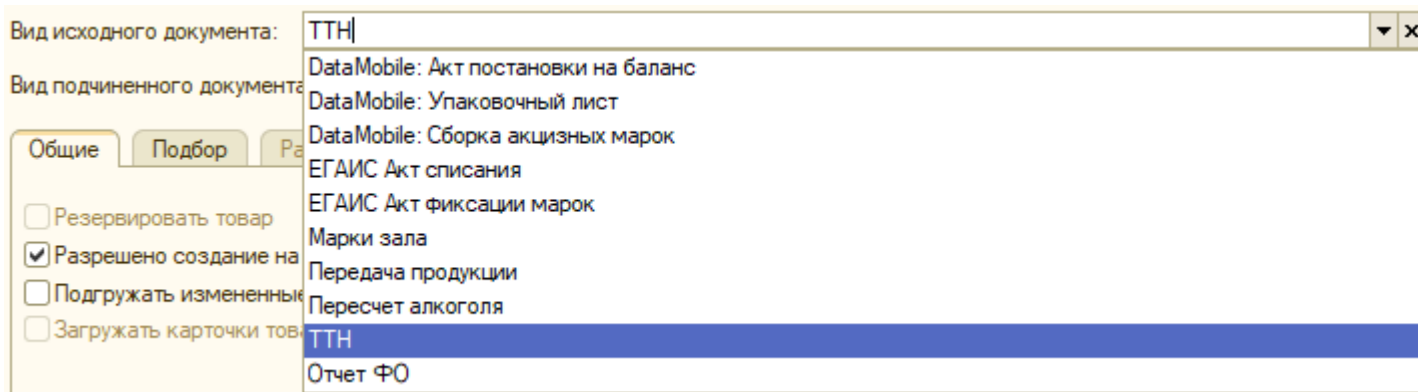 Вид исходного документа: ТТН
DataMobile: Акт постановки на баланс
Вид подчиненного документа
DataMobile: Упаковочный лист
DataMobile: Сборка акцизных марок
Общие Подбор Ра
ЕГАИС Акт списания
ЕГАИС Акт фиксации марок
Резервировать товар
Марки зала
Разрешено создание на
Передача продукции
Подгружать измененные
Пересчет алкоголя
Загружать карточки това
ТТН
Отчет ФО